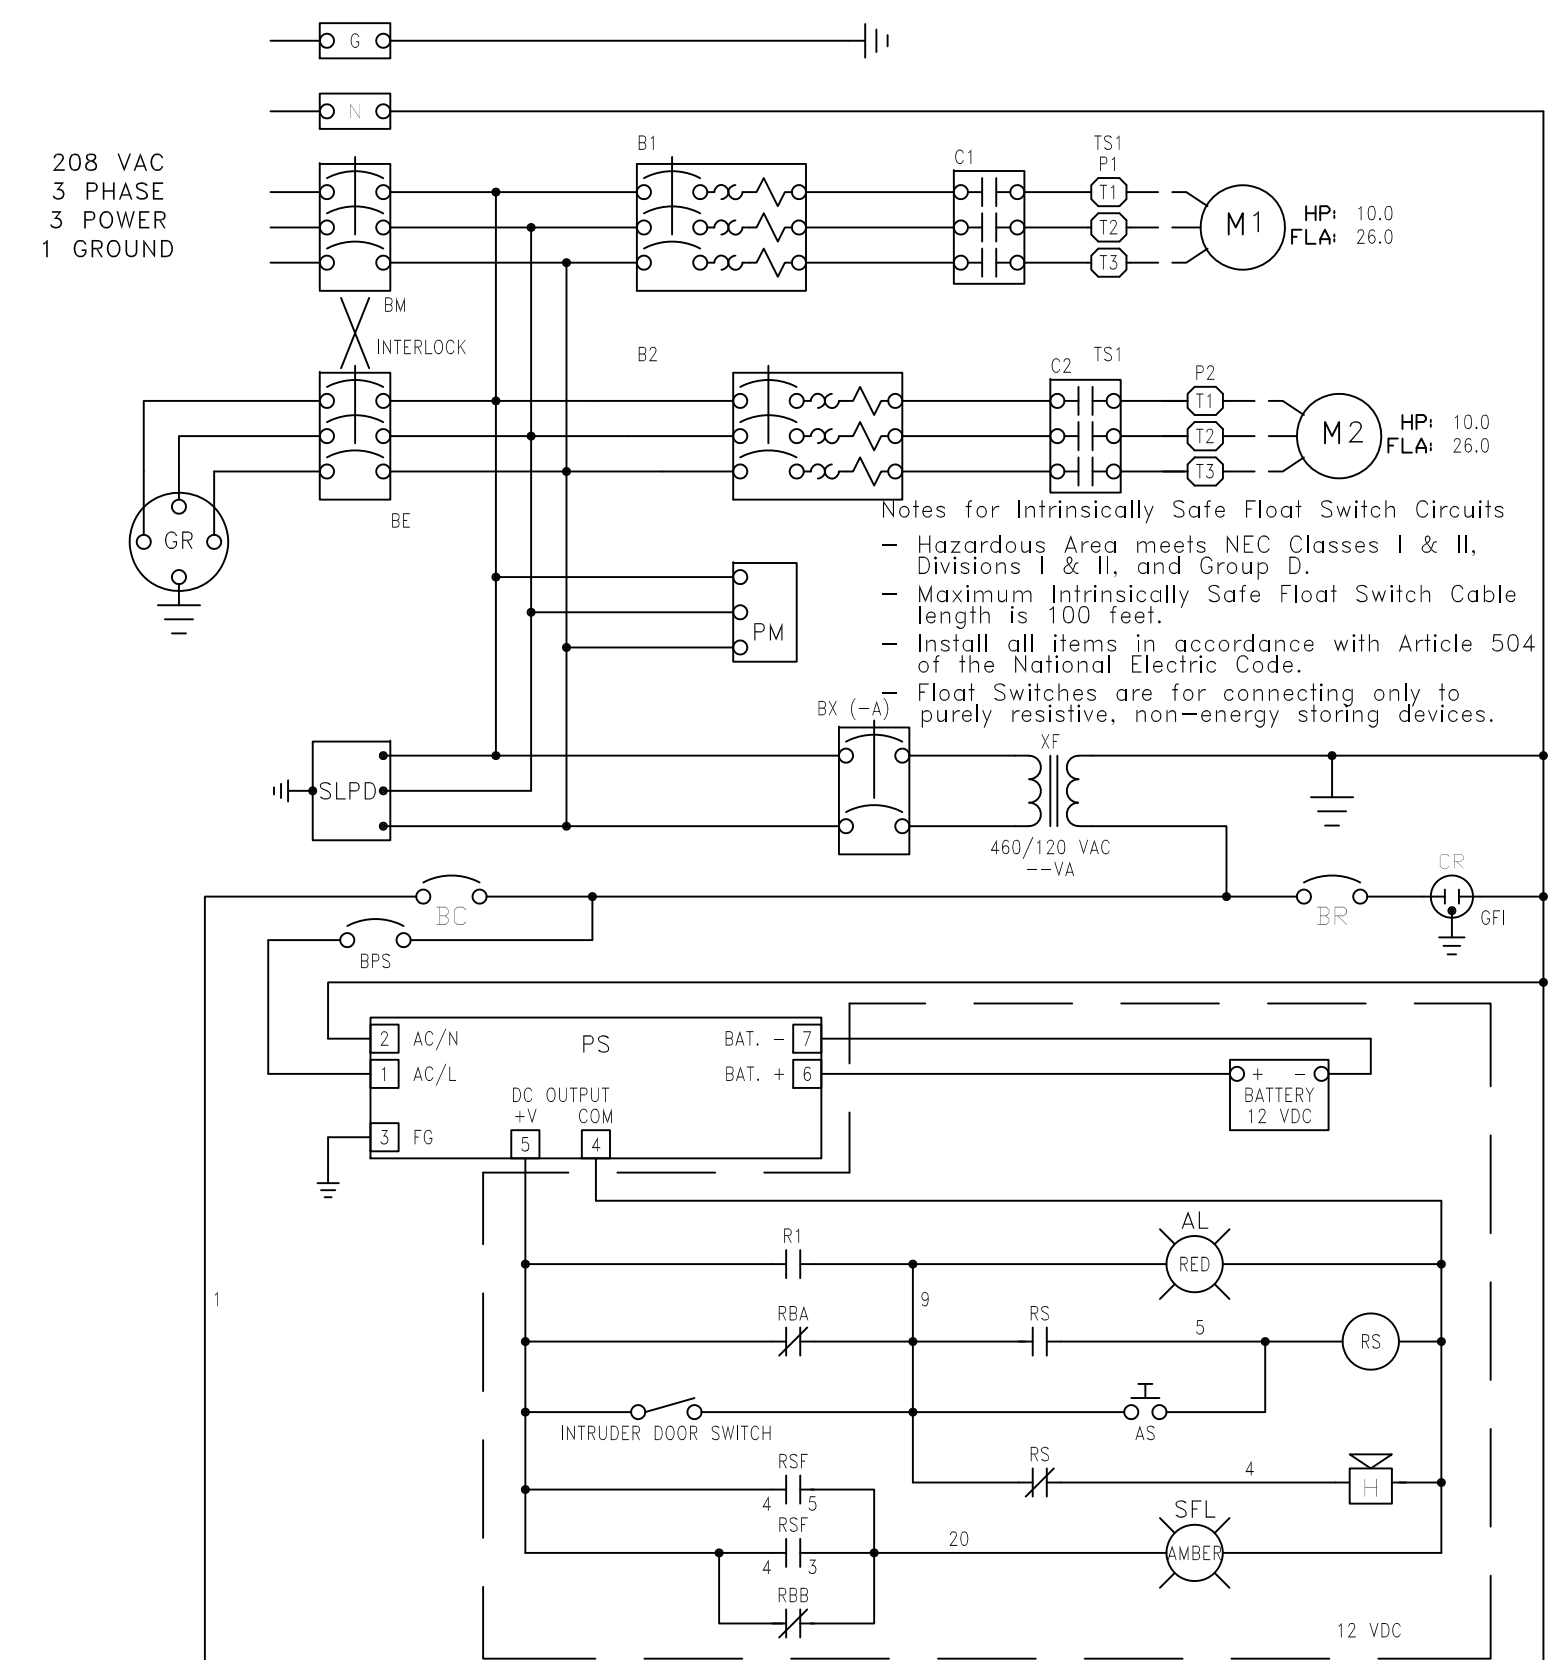 G
N
208 VAC
3 PHASE
3 POWER
1 GROUND
BM
INTERLOCK
BE
GR
B1
C1
TS1
P1
T1
T2
T3
M1
HP: 10.0
FLA: 26.0
B2
C2
TS1
P2
T1
T2
T3
M2
HP: 10.0
FLA: 26.0
Notes for Intrinsically Safe Float Switch Circuits
– Hazardous Area meets NEC Classes I & II,
Divisions I & II, and Group D.
– Maximum Intrinsically Safe Float Switch Cable
length is 100 feet.
– Install all items in accordance with Article 504
of the National Electric Code.
– Float Switches are for connecting only to
purely resistive, non–energy storing devices.
PM
SLPD
BX (-A)
XF
460/120 VAC
--VA
BC
BPS
BR
CR
GFI
2 AC/N
1 AC/L
3 FG
PS
BAT. - 7
BAT. + 6
DC OUTPUT
+V COM
5 4
+ -
BATTERY
12 VDC
1
R1
AL
RED
9
RBA
RS
5
RS
INTRUDER DOOR SWITCH
AS
RSF
4 5
RS
4
H
RSF
4 3
20
SFL
AMBER
RBB
12 VDC